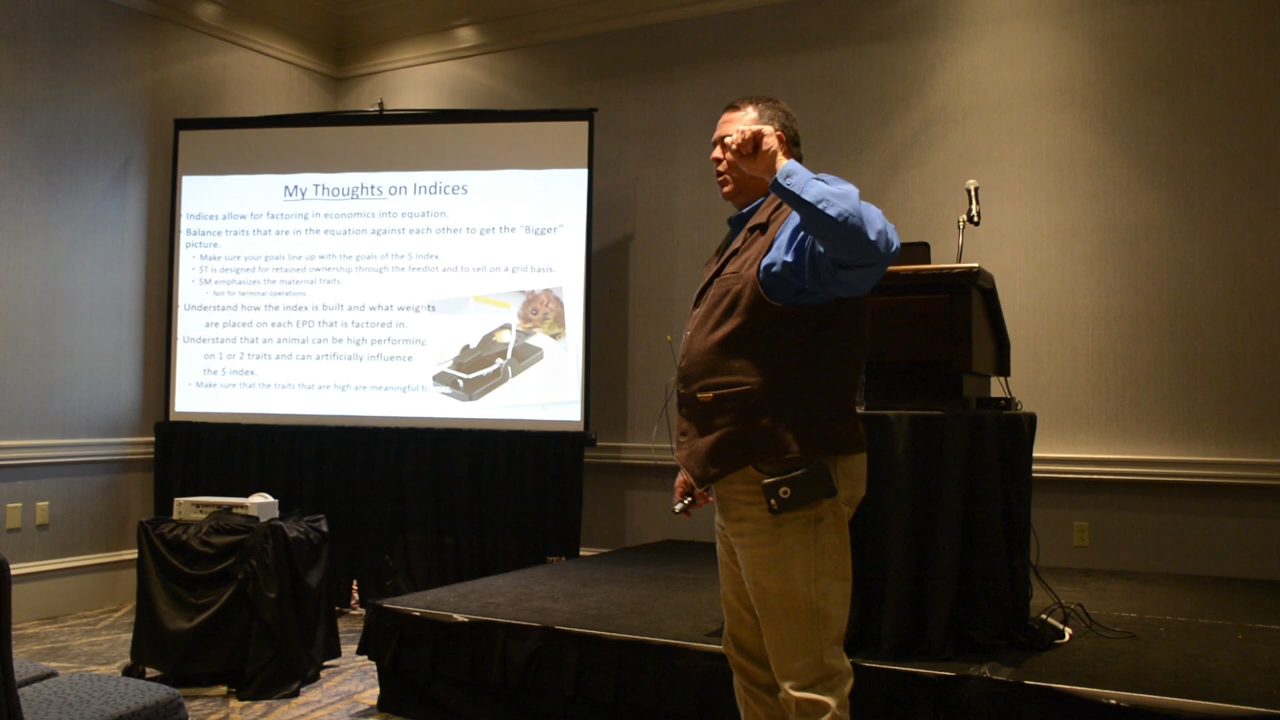 My Thoughts on Indices
Indices allow for factoring in economics into equation.
Balance traits that are in the equation against each other to get the "Bigger"
picture.
Make sure your goals line up with the goals of the $ Index.
$T is designed for retained ownership through the feedlot and to sell on a grid basis.
$M emphasizes the maternal traits
Not for terminal operations
Understand how the index is built and what weights
are placed on each EPD that is factored in.
Understand that an animal can be high performing
on 1 or 2 traits and can artificially influence
the $ index.
Make sure that the traits that are high are meaningful